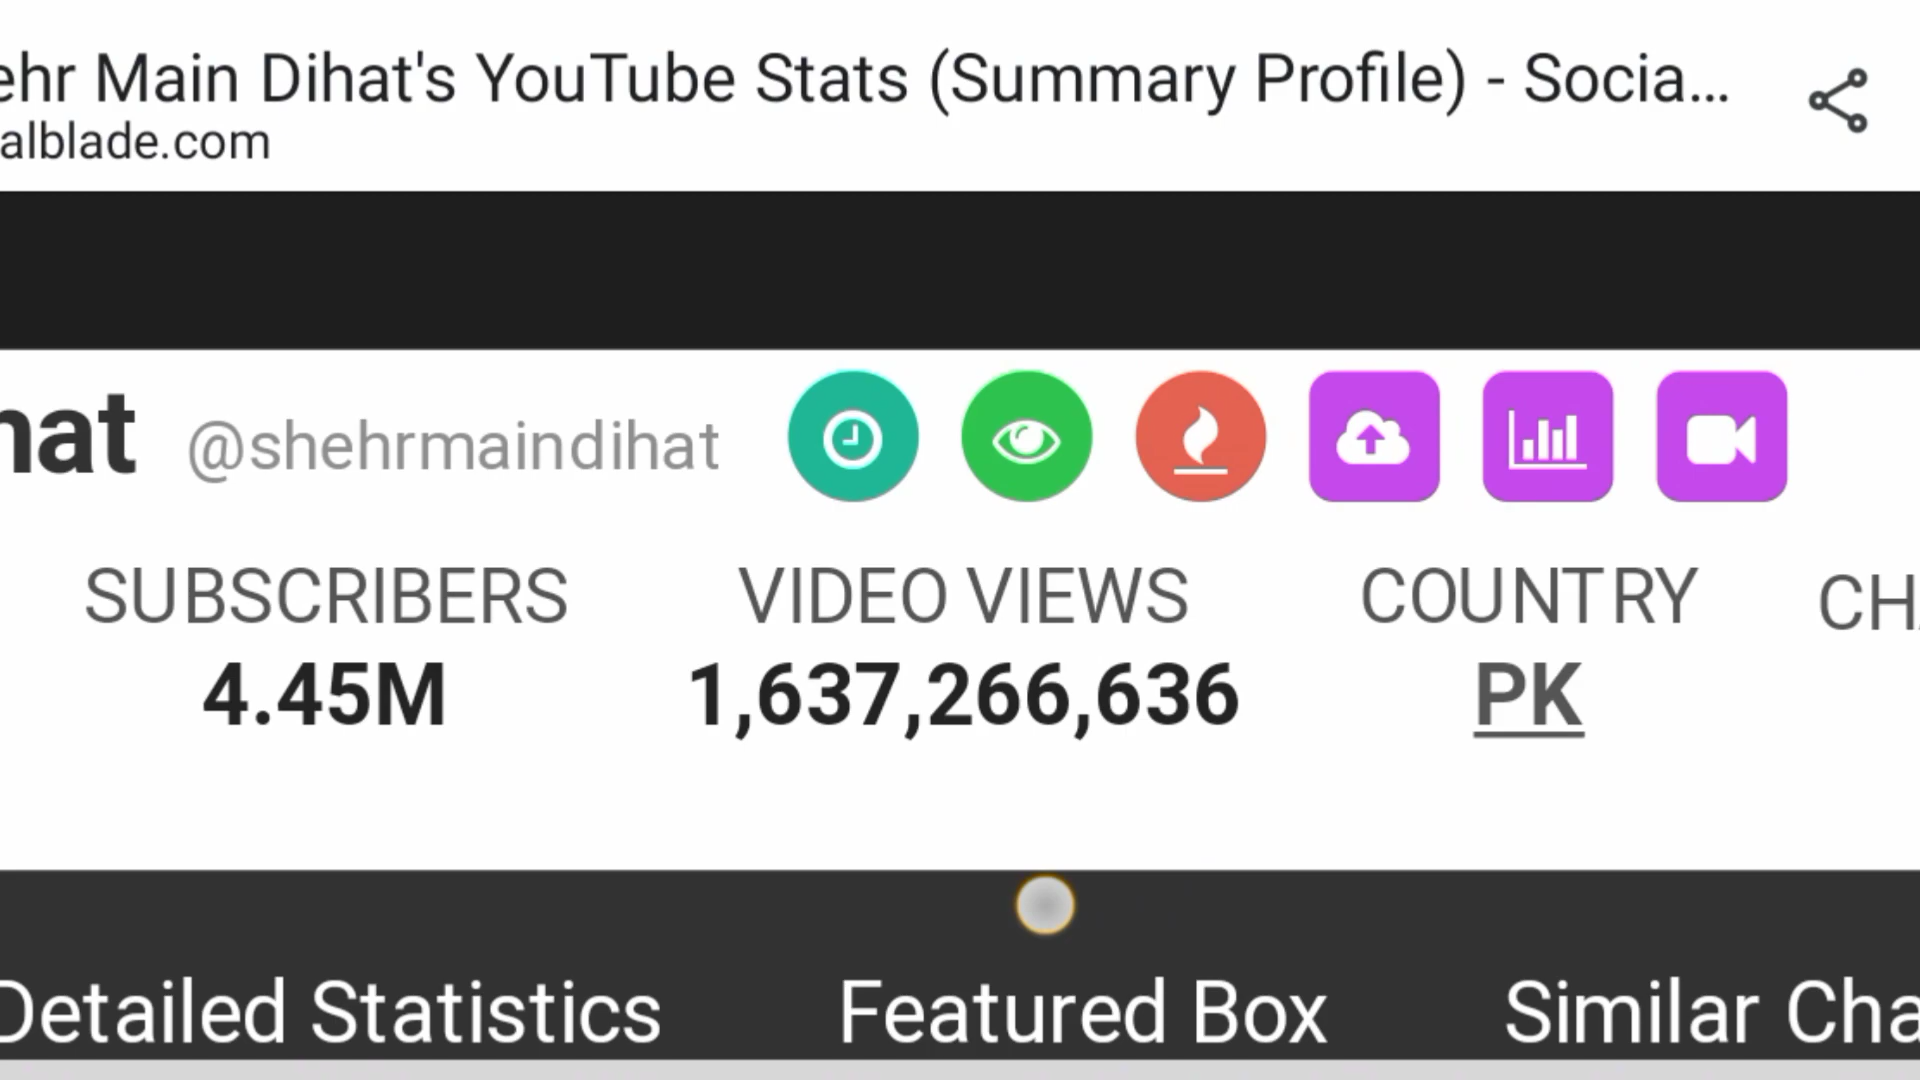 ehr Main Dihat's YouTube Stats (Summary Profile) - Socia...
alblade.com
hat @shehrmaindihat
SUBSCRIBERS VIDEO VIEWS COUNTRY CHA
4.45M 1,637,266,636 PK
Detailed Statistics Featured Box Similar Cha